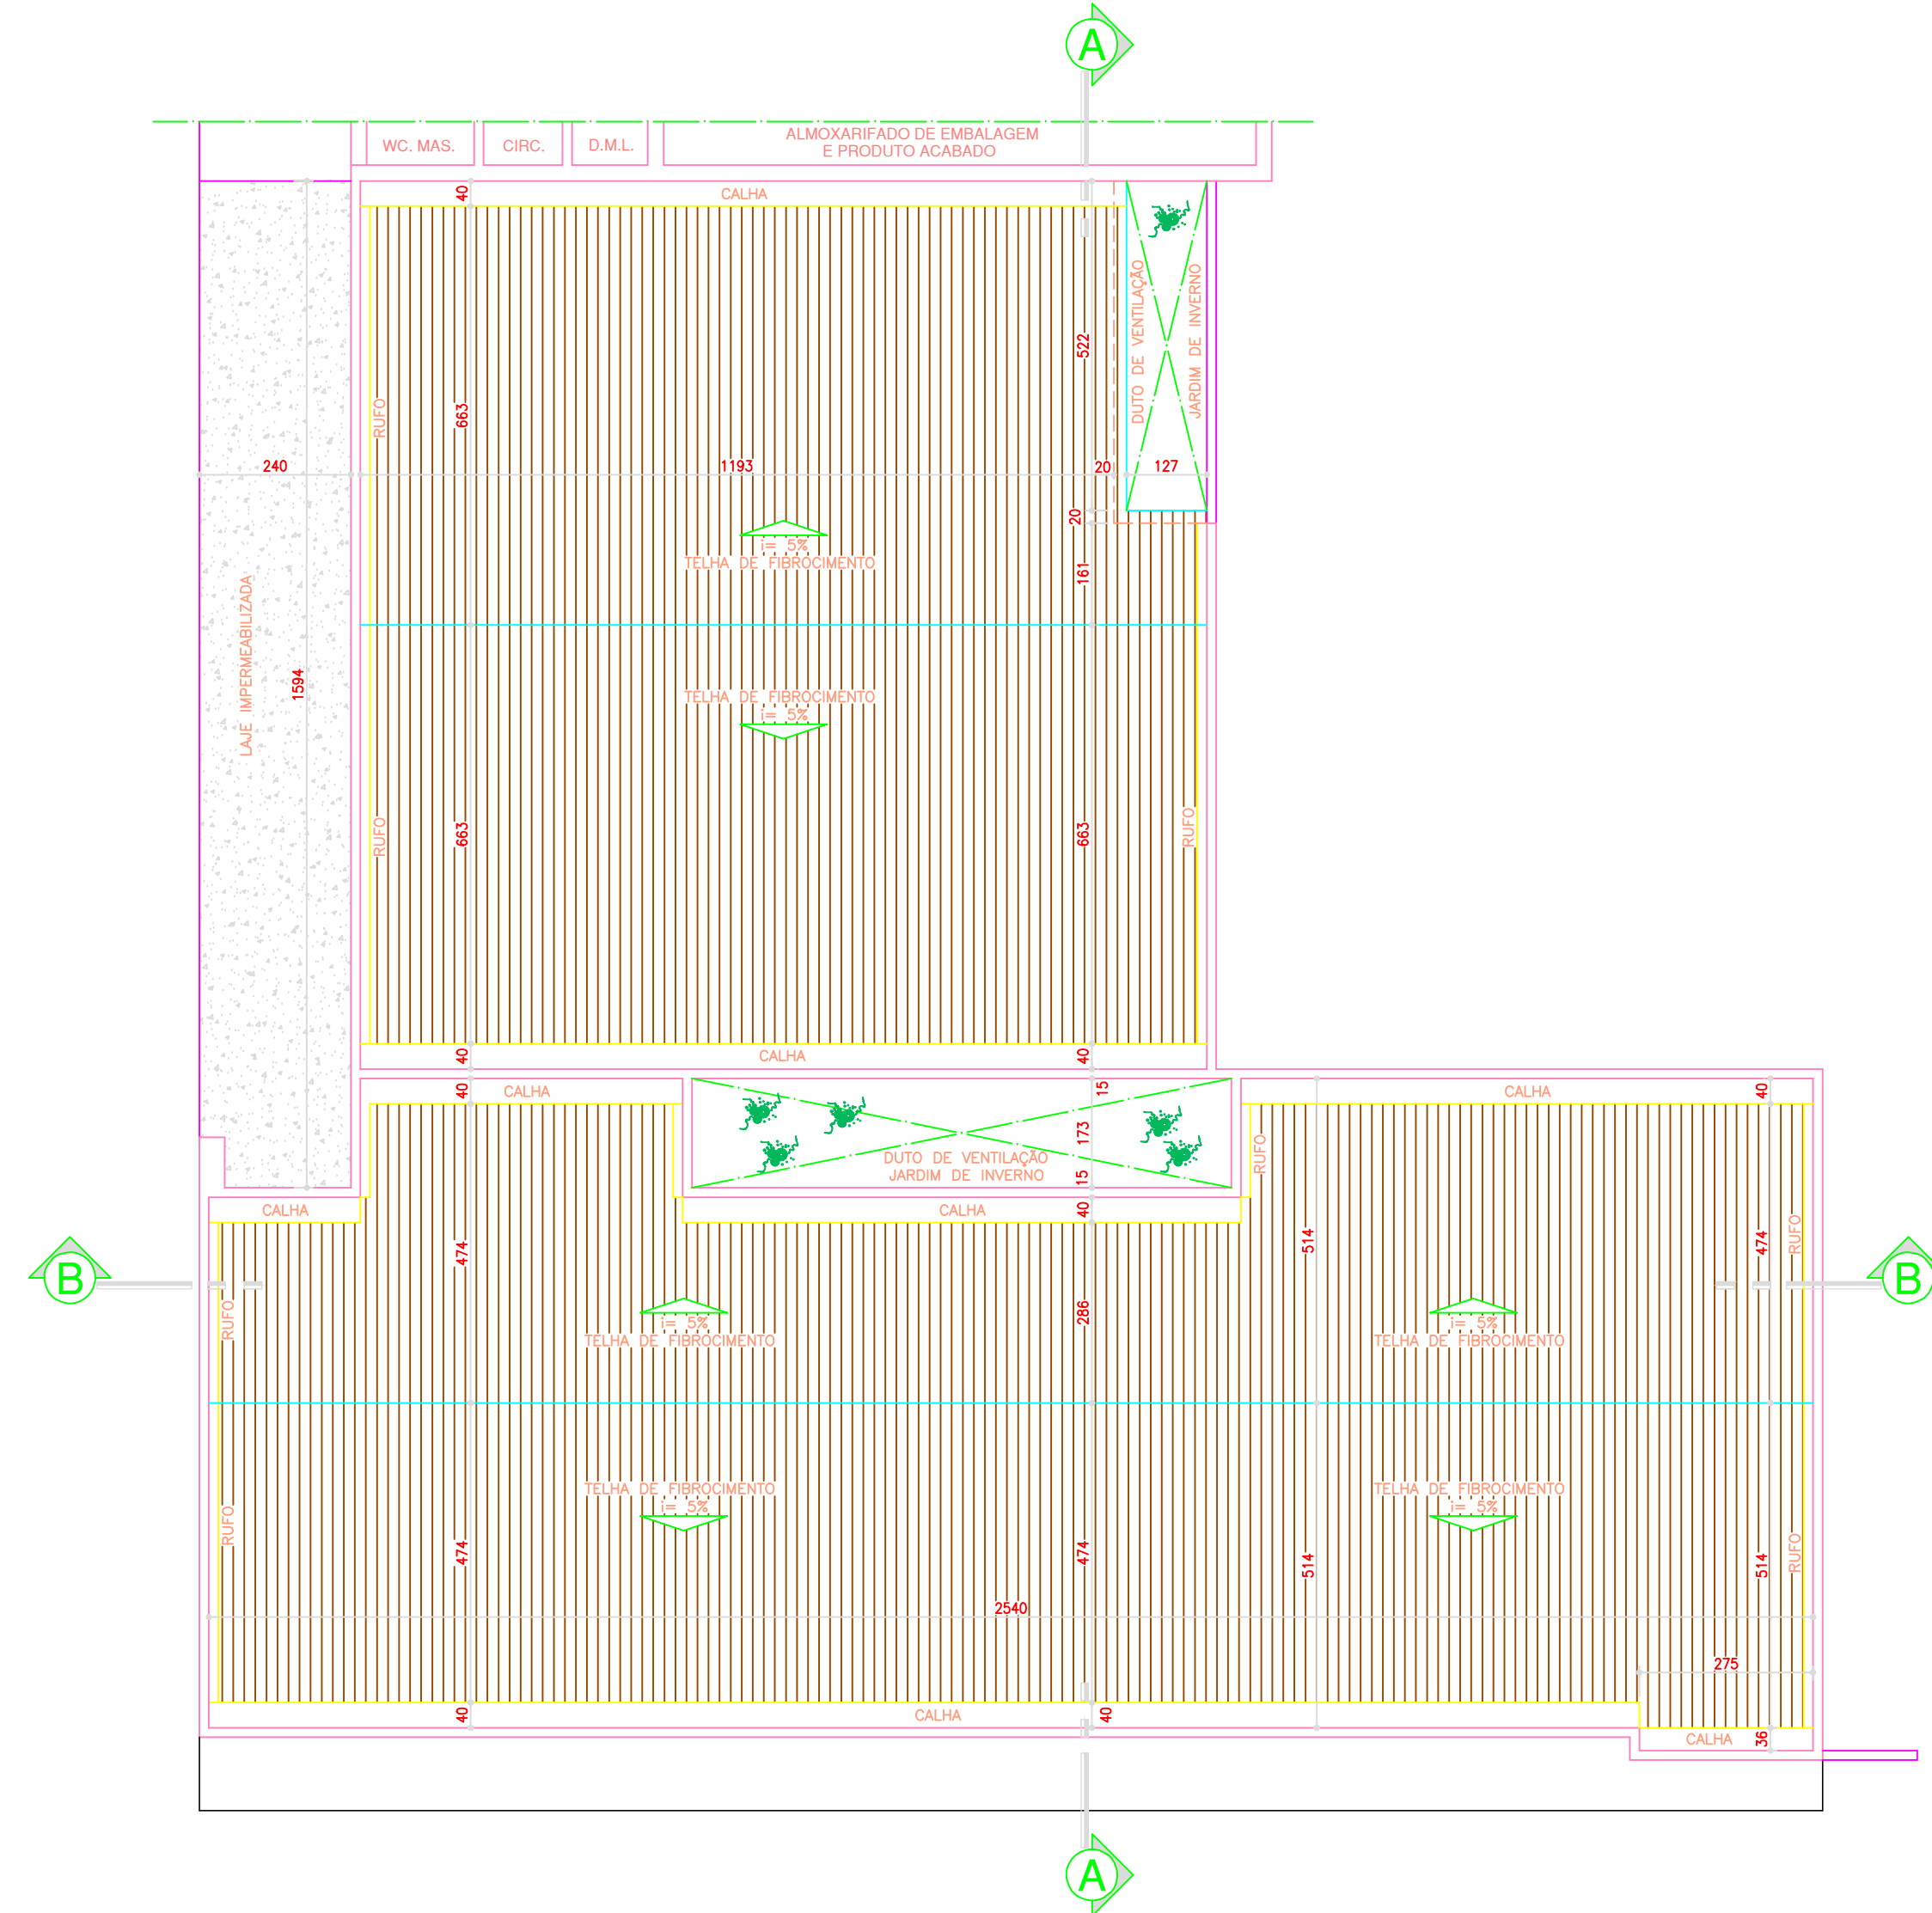 A
WC. MAS.
CIRC.
D.M.L.
ALMOXARIFADO DE EMBALAGEM
E PRODUTO ACABADO
40
CALHA
DUTO DE VENTILAÇÃO
JARDIM DE INVERNO
522
RUFO
663
240
1193
20
127
20
i= 5%
TELHA DE FIBROCIMENTO
161
LAJE IMPERMEABILIZADA
1594
TELHA DE FIBROCIMENTO
i= 5%
RUFO
663
663
RUFO
40
CALHA
40
40
CALHA
15
CALHA
40
173
RUFO
DUTO DE VENTILAÇÃO
JARDIM DE INVERNO
15
CALHA
CALHA
40
474
514
474
RUFO
B
B
RUFO
286
i= 5%
TELHA DE FIBROCIMENTO
i= 5%
TELHA DE FIBROCIMENTO
TELHA DE FIBROCIMENTO
i= 5%
TELHA DE FIBROCIMENTO
i= 5%
RUFO
474
474
514
514
RUFO
2540
275
40
CALHA
40
CALHA
36
A